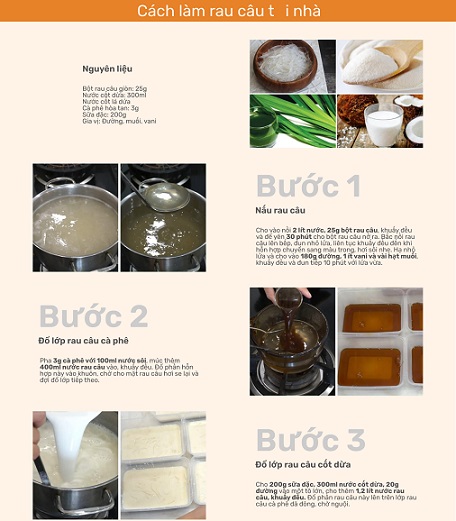 Cách làm rau câu t i nhà
Nguyên liệu
Bột rau câu giòn: 25g
Nước cốt dừa: 300ml
Nước cốt lá dứa
Cà phê hòa tan: 3g
Sữa đặc: 200g
Gia vị: Đường, muối, vani
Bước 1
Nấu rau câu
Cho vào nồi 2 lít nước, 25g bột rau câu, khuấy đều
và để yên 30 phút cho bột rau câu nở ra. Bắc nồi rau
câu lên bếp, đun nhỏ lửa, liên tục khuấy đều đến khi
hỗn hợp chuyển sang màu trong, hơi sôi nhẹ. Hạ nhỏ
lửa và cho vào 180g đường, 1 ít vani và vài hạt muối,
khuấy đều và đun tiếp 10 phút với lửa vừa.
Bước 2
Đổ lớp rau câu cà phê
Pha 3g cà phê với 100ml nước sôi, múc thêm
400ml nước rau câu vào, khuấy đều. Đổ phần hỗn
hợp này vào khuôn, chờ cho mặt rau câu hơi se lại và
đợi đổ lớp tiếp theo.
Bước 3
Đổ lớp rau câu cốt dừa
Cho 200g sữa đặc, 300ml nước cốt dừa, 20g
đường vào một tô lớn, cho thêm 1,2 lít nước rau
câu, khuấy đều. Đổ phần rau câu này lên trên lớp rau
câu cà phê đã đông, chờ nguội.